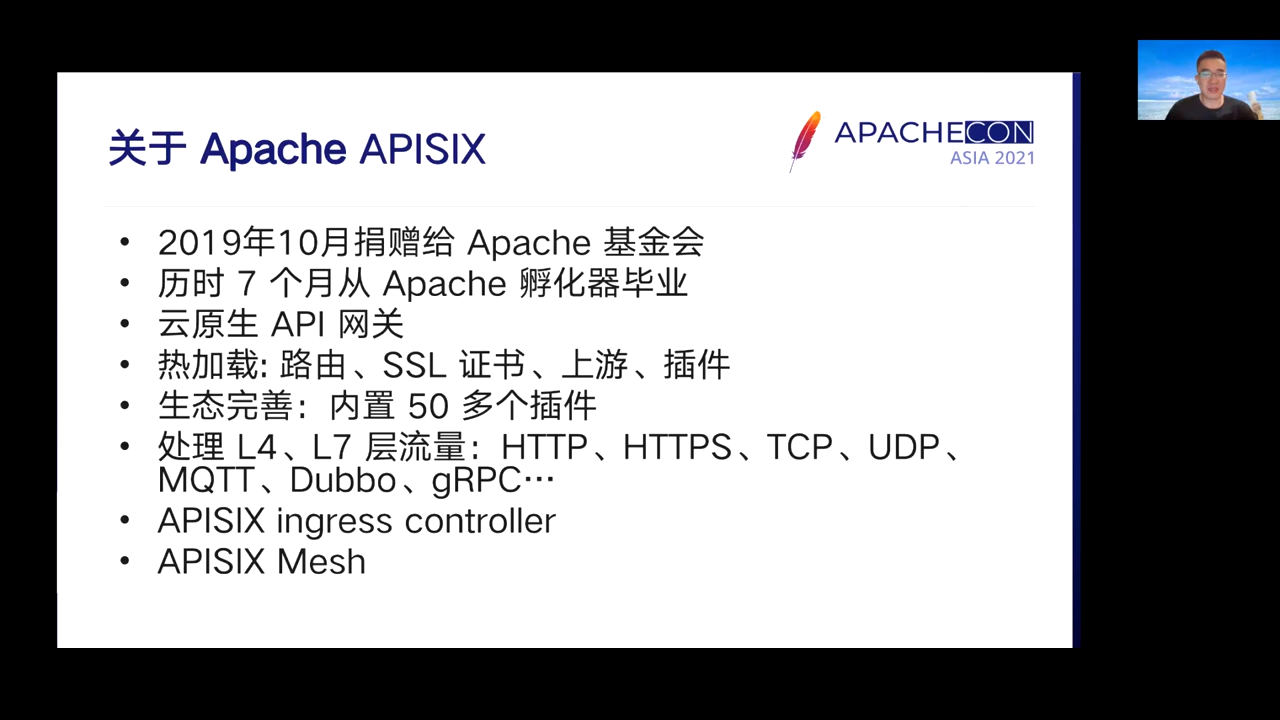 关于 Apache APISIX
APACHECON
ASIA 2021
• 2019年10月捐赠给 Apache 基金会
• 历时 7 个月从 Apache 孵化器毕业
• 云原生 API 网关
• 热加载: 路由、SSL 证书、上游、插件
• 生态完善：内置 50 多个插件
• 处理 L4、L7 层流量：HTTP、HTTPS、TCP、UDP、
MQTT、Dubbo、gRPC…
• APISIX ingress controller
• APISIX Mesh